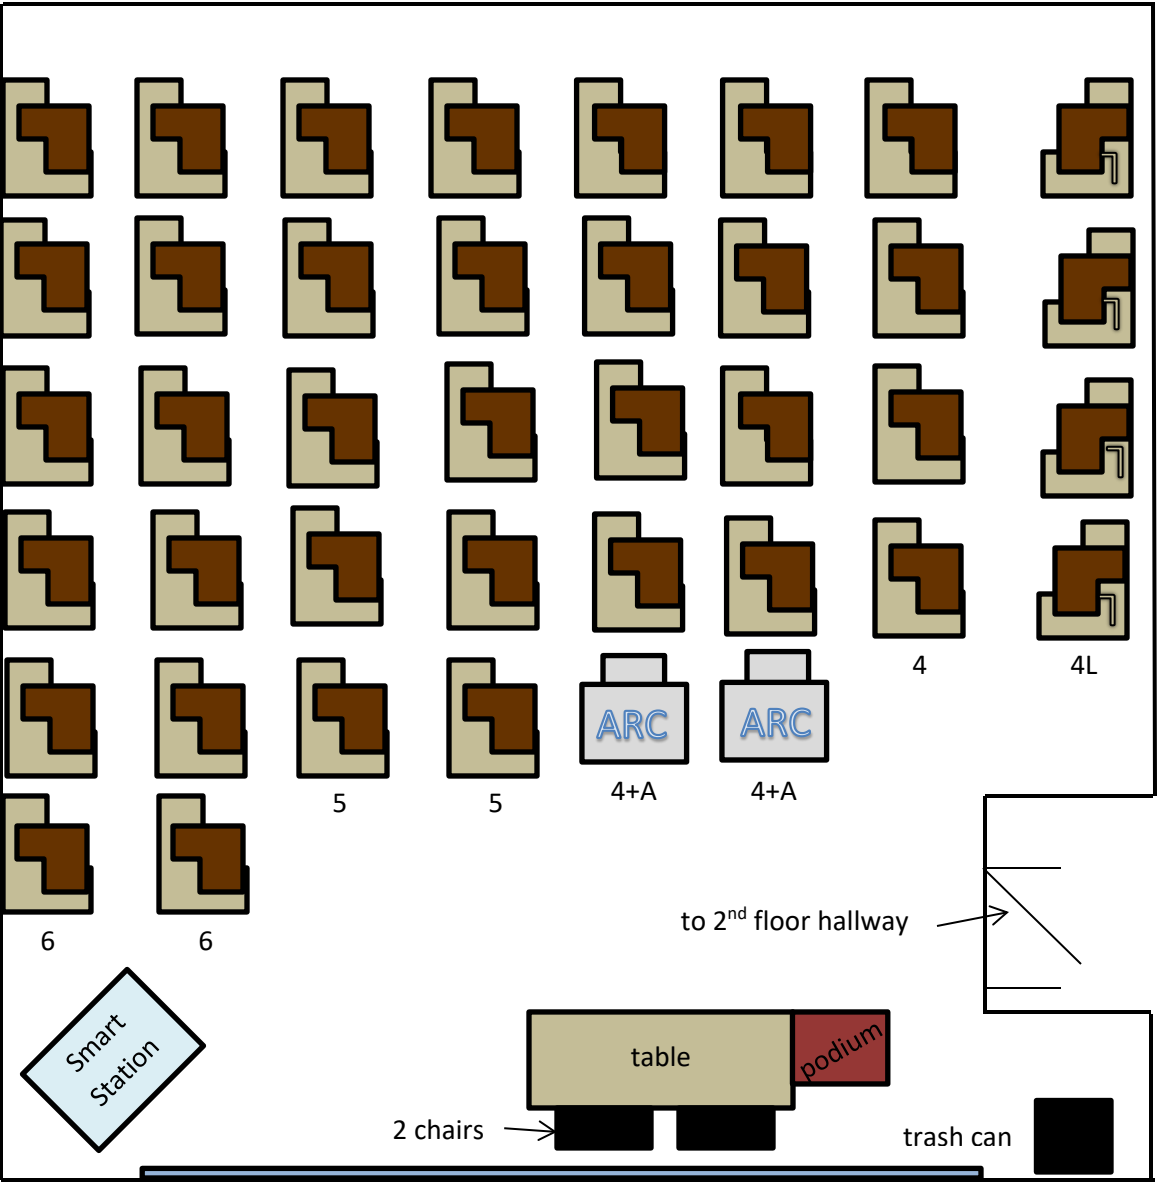 4
4L
ARC
ARC
5
5
4+A
4+A
6
6
to 2nd floor hallway
Smart
Station
table
podium
2 chairs
trash can